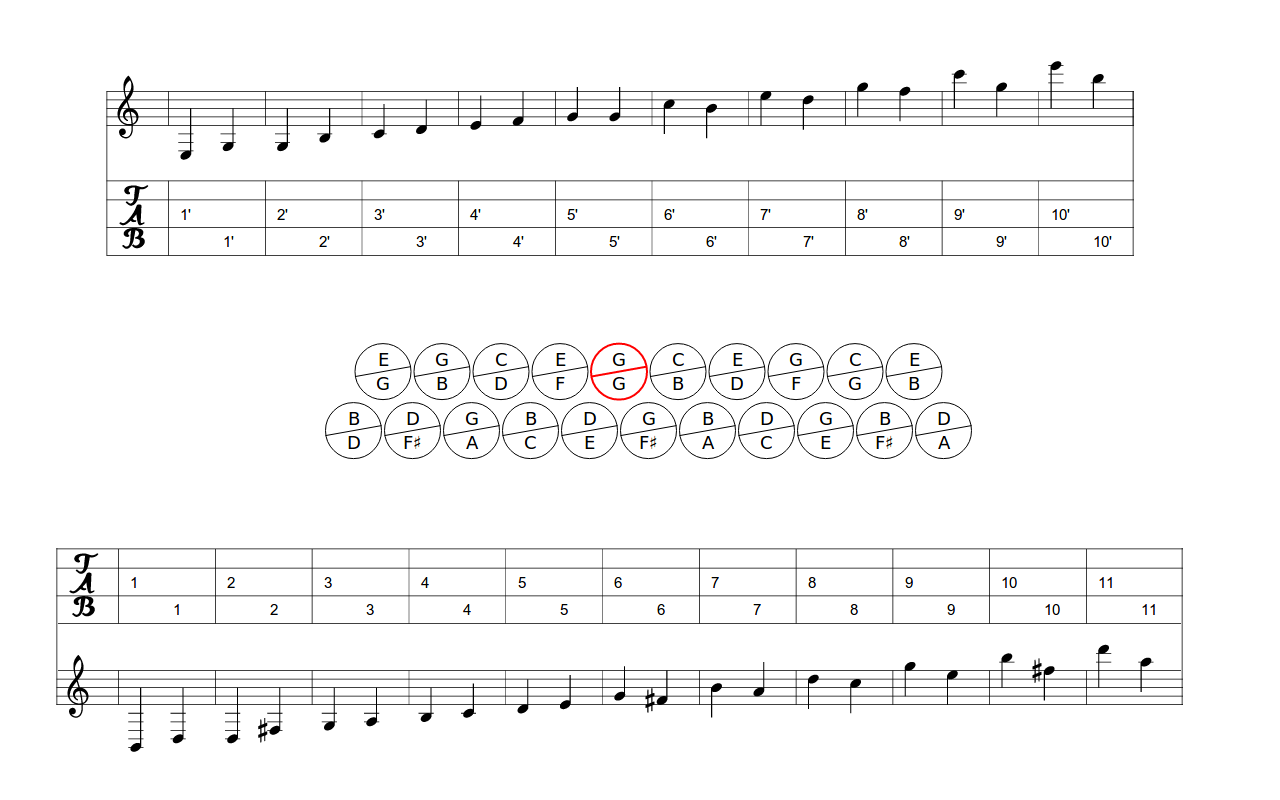 TAB
1' 2' 3' 4' 5' 6' 7' 8' 9' 10'
1' 2' 3' 4' 5' 6' 7' 8' 9' 10'
E G C E G C E G C E
G B D F G B D F G B
B D G B D G B D G B D
D F♯ A C E F♯ A C E F♯ A
TAB
1 2 3 4 5 6 7 8 9 10 11
1 2 3 4 5 6 7 8 9 10 11